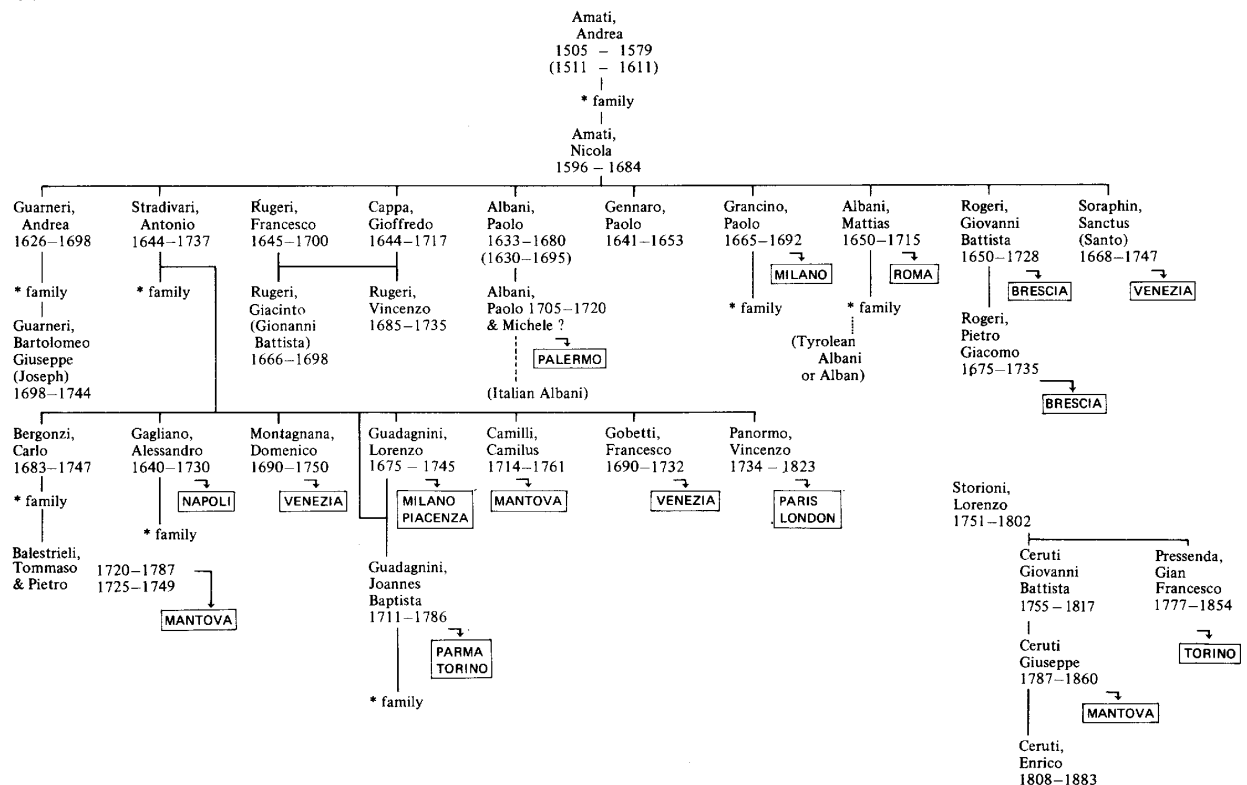 Amati,
Andrea
1505 – 1579
(1511 – 1611)
* family
Amati,
Nicola
1596 – 1684
Guarneri,
Andrea
1626–1698
* family
Guarneri,
Bartolomeo
Giuseppe
(Joseph)
1698–1744
Stradivari,
Antonio
1644–1737
* family
Rugeri,
Francesco
1645–1700
Rugeri,
Giacinto
(Gionanni
Battista)
1666–1698
Cappa,
Gioffredo
1644–1717
Rugeri,
Vincenzo
1685–1735
Albani,
Paolo
1633–1680
(1630–1695)
Albani,
Paolo 1705–1720
& Michele ?
PALERMO
(Italian Albani)
Gennaro,
Paolo
1641–1653
Grancino,
Paolo
1665–1692
MILANO
* family
Albani,
Mattias
1650–1715
ROMA
* family
(Tyrolean
Albani
or Alban)
Rogeri,
Giovanni
Battista
1650–1728
BRESCIA
Rogeri,
Pietro
Giacomo
1675–1735
BRESCIA
Soraphin,
Sanctus
(Santo)
1668–1747
VENEZIA
Bergonzi,
Carlo
1683–1747
* family
Balestrieli,
Tommaso 1720–1787
& Pietro 1725–1749
MANTOVA
Gagliano,
Alessandro
1640–1730
NAPOLI
* family
Montagnana,
Domenico
1690–1750
VENEZIA
Guadagnini,
Lorenzo
1675 – 1745
MILANO
PIACENZA
Guadagnini,
Joannes
Baptista
1711–1786
PARMA
TORINO
* family
Camilli,
Camilus
1714–1761
MANTOVA
Gobetti,
Francesco
1690–1732
VENEZIA
Panormo,
Vincenzo
1734 – 1823
PARIS
LONDON
Storioni,
Lorenzo
1751–1802
Ceruti
Giovanni
Battista
1755 – 1817
Ceruti
Giuseppe
1787–1860
MANTOVA
Ceruti,
Enrico
1808–1883
Pressenda,
Gian
Francesco
1777–1854
TORINO